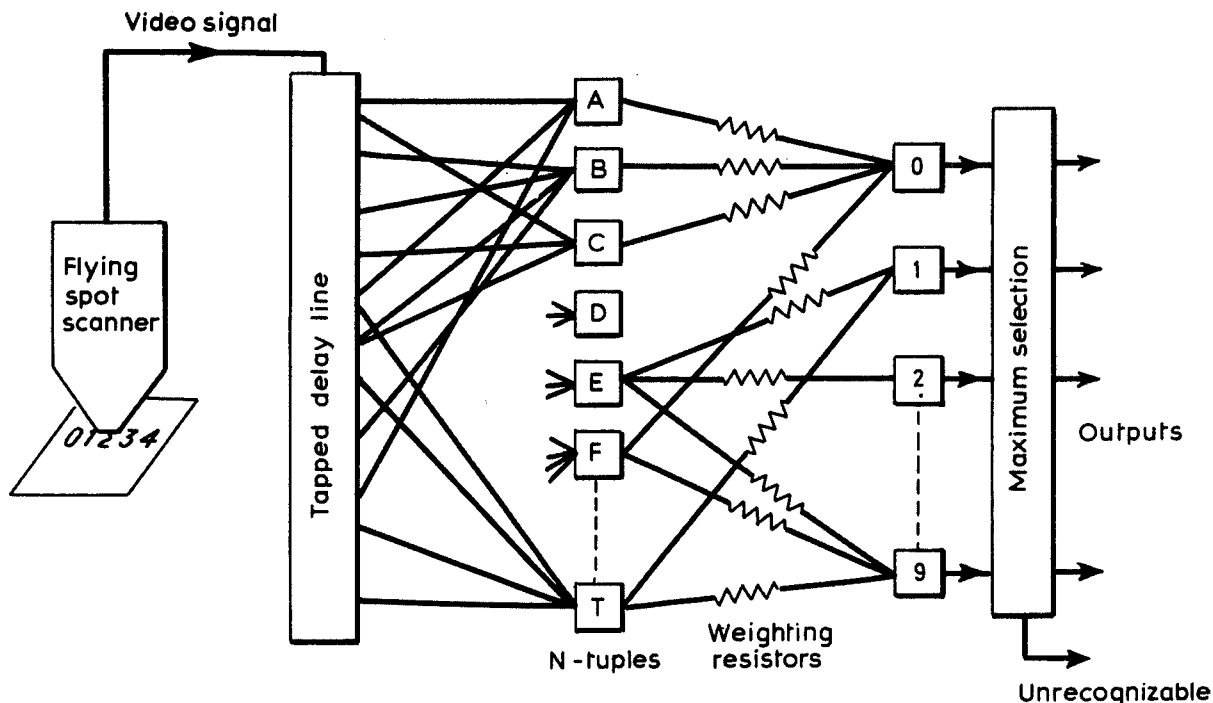 Video signal
Flying
spot
scanner
01234
Tapped delay line
A
B
C
D
E
F
T
N-tuples
Weighting
resistors
0
1
2
9
Maximum selection
Outputs
Unrecognizable